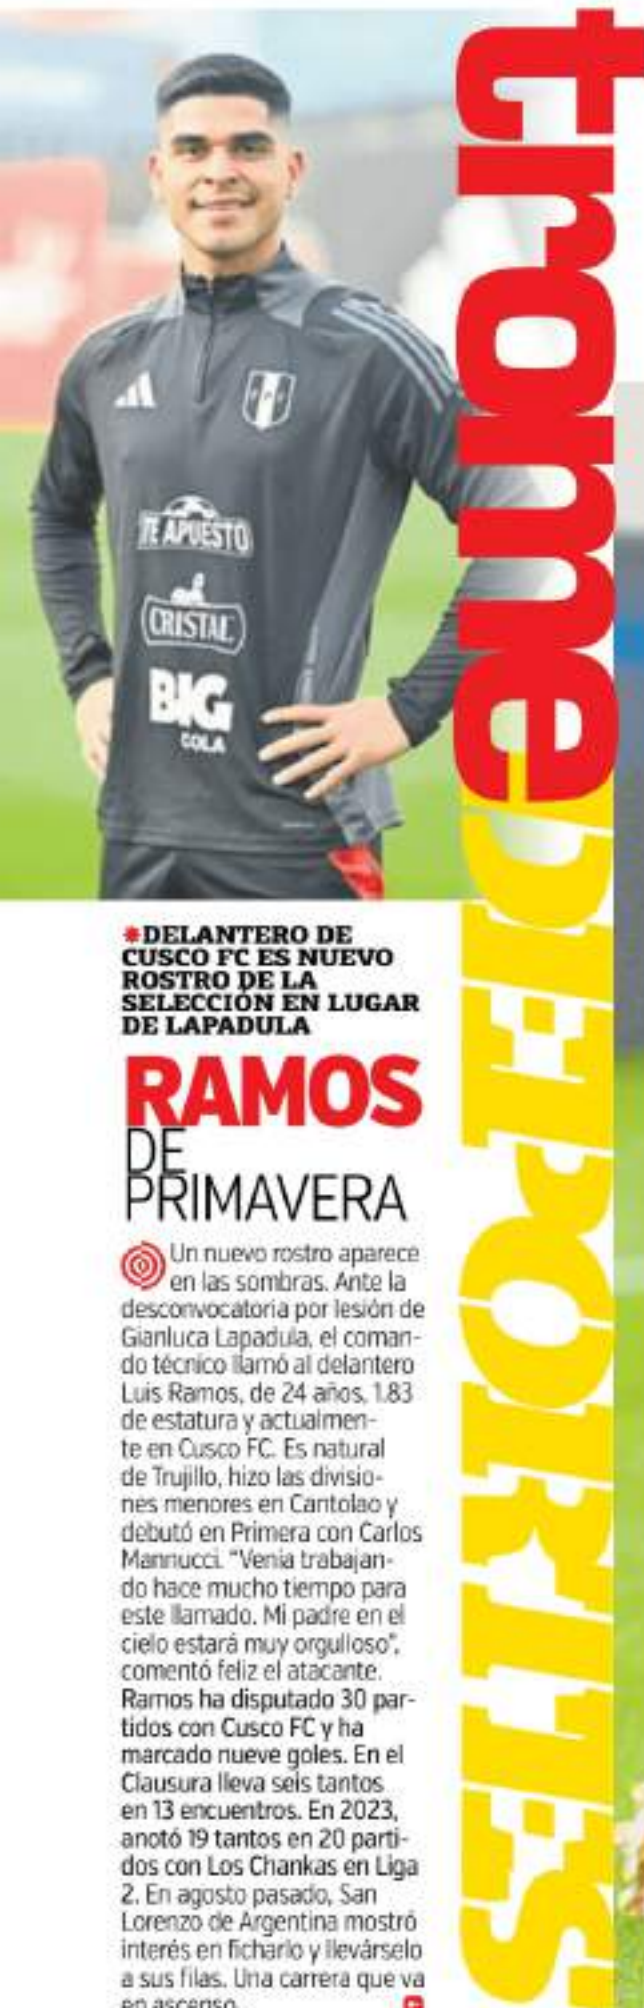 trome
DEPORTES
TE APUESTO
CRISTAL
BIG
COLA
*DELANTERO DE
CUSCO FC ES NUEVO
ROSTRO DE LA
SELECCIÓN EN LUGAR
DE LAPADULA
RAMOS
DE
PRIMAVERA
Un nuevo rostro aparece
en las sombras. Ante la
desconvocatoria por lesión de
Gianluca Lapadula, el coman-
do técnico llamó al delantero
Luis Ramos, de 24 años, 1.83
de estatura y actualmen-
te en Cusco FC. Es natural
de Trujillo, hizo las divisio-
nes menores en Cantolao y
debutó en Primera con Carlos
Mannucci. “Venía trabajan-
do hace mucho tiempo para
este llamado. Mi padre en el
cielo estará muy orgulloso”,
comentó feliz el atacante.
Ramos ha disputado 30 par-
tidos con Cusco FC y ha
marcado nueve goles. En el
Clausura lleva seis tantos
en 13 encuentros. En 2023,
anotó 19 tantos en 20 parti-
dos con Los Chankas en Liga
2. En agosto pasado, San
Lorenzo de Argentina mostró
interés en ficharlo y llevárselo
a sus filas. Una carrera que va
en ascenso.